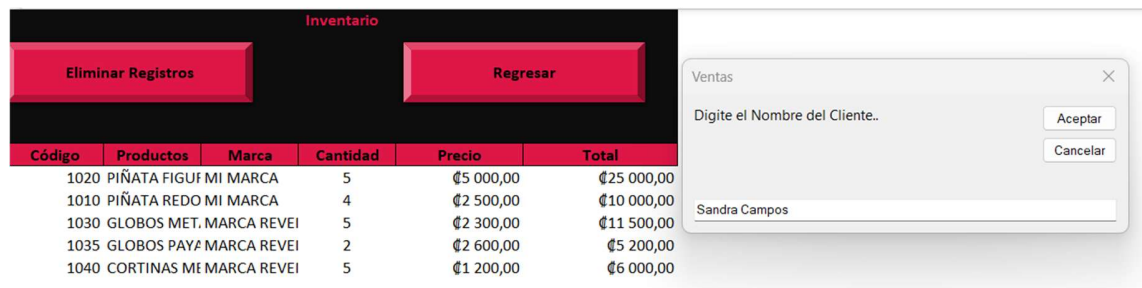 Inventario
Eliminar Registros
Regresar
Código Productos Marca Cantidad Precio Total
1020 PIÑATA FIGUF MI MARCA 5 ₡5 000,00 ₡25 000,00
1010 PIÑATA REDO MI MARCA 4 ₡2 500,00 ₡10 000,00
1030 GLOBOS MET. MARCA REVEI 5 ₡2 300,00 ₡11 500,00
1035 GLOBOS PAYA MARCA REVEI 2 ₡2 600,00 ₡5 200,00
1040 CORTINAS ME MARCA REVEI 5 ₡1 200,00 ₡6 000,00
Ventas
Digite el Nombre del Cliente..
Aceptar
Cancelar
Sandra Campos